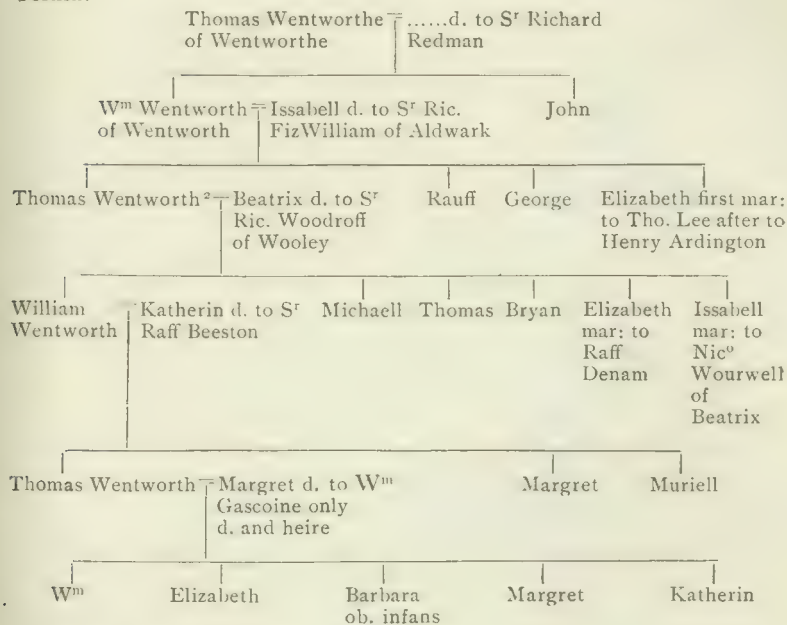 Thomas Wentworthe = ......d. to Sʳ Richard
of Wentworthe Redman
Wᵐ Wentworth = Issabell d. to Sʳ Ric. John
of Wentworth FizWilliam of Aldwark
Thomas Wentworth ² Beatrix d. to Sʳ Rauff George Elizabeth first mar:
Ric. Woodroff to Tho. Lee after to
of Wooley Henry Ardington
William Katherin d. to Sʳ Michaell Thomas Bryan Elizabeth Issabell
Wentworth Raff Beeston mar: to mar: to
Raff Nicᵒ
Denam Wourwell
of
Beatrix
Thomas Wentworth = Margret d. to Wᵐ Margret Muriell
Gascoine only
d. and heire
Wᵐ Elizabeth Barbara Margret Katherin
ob. infans